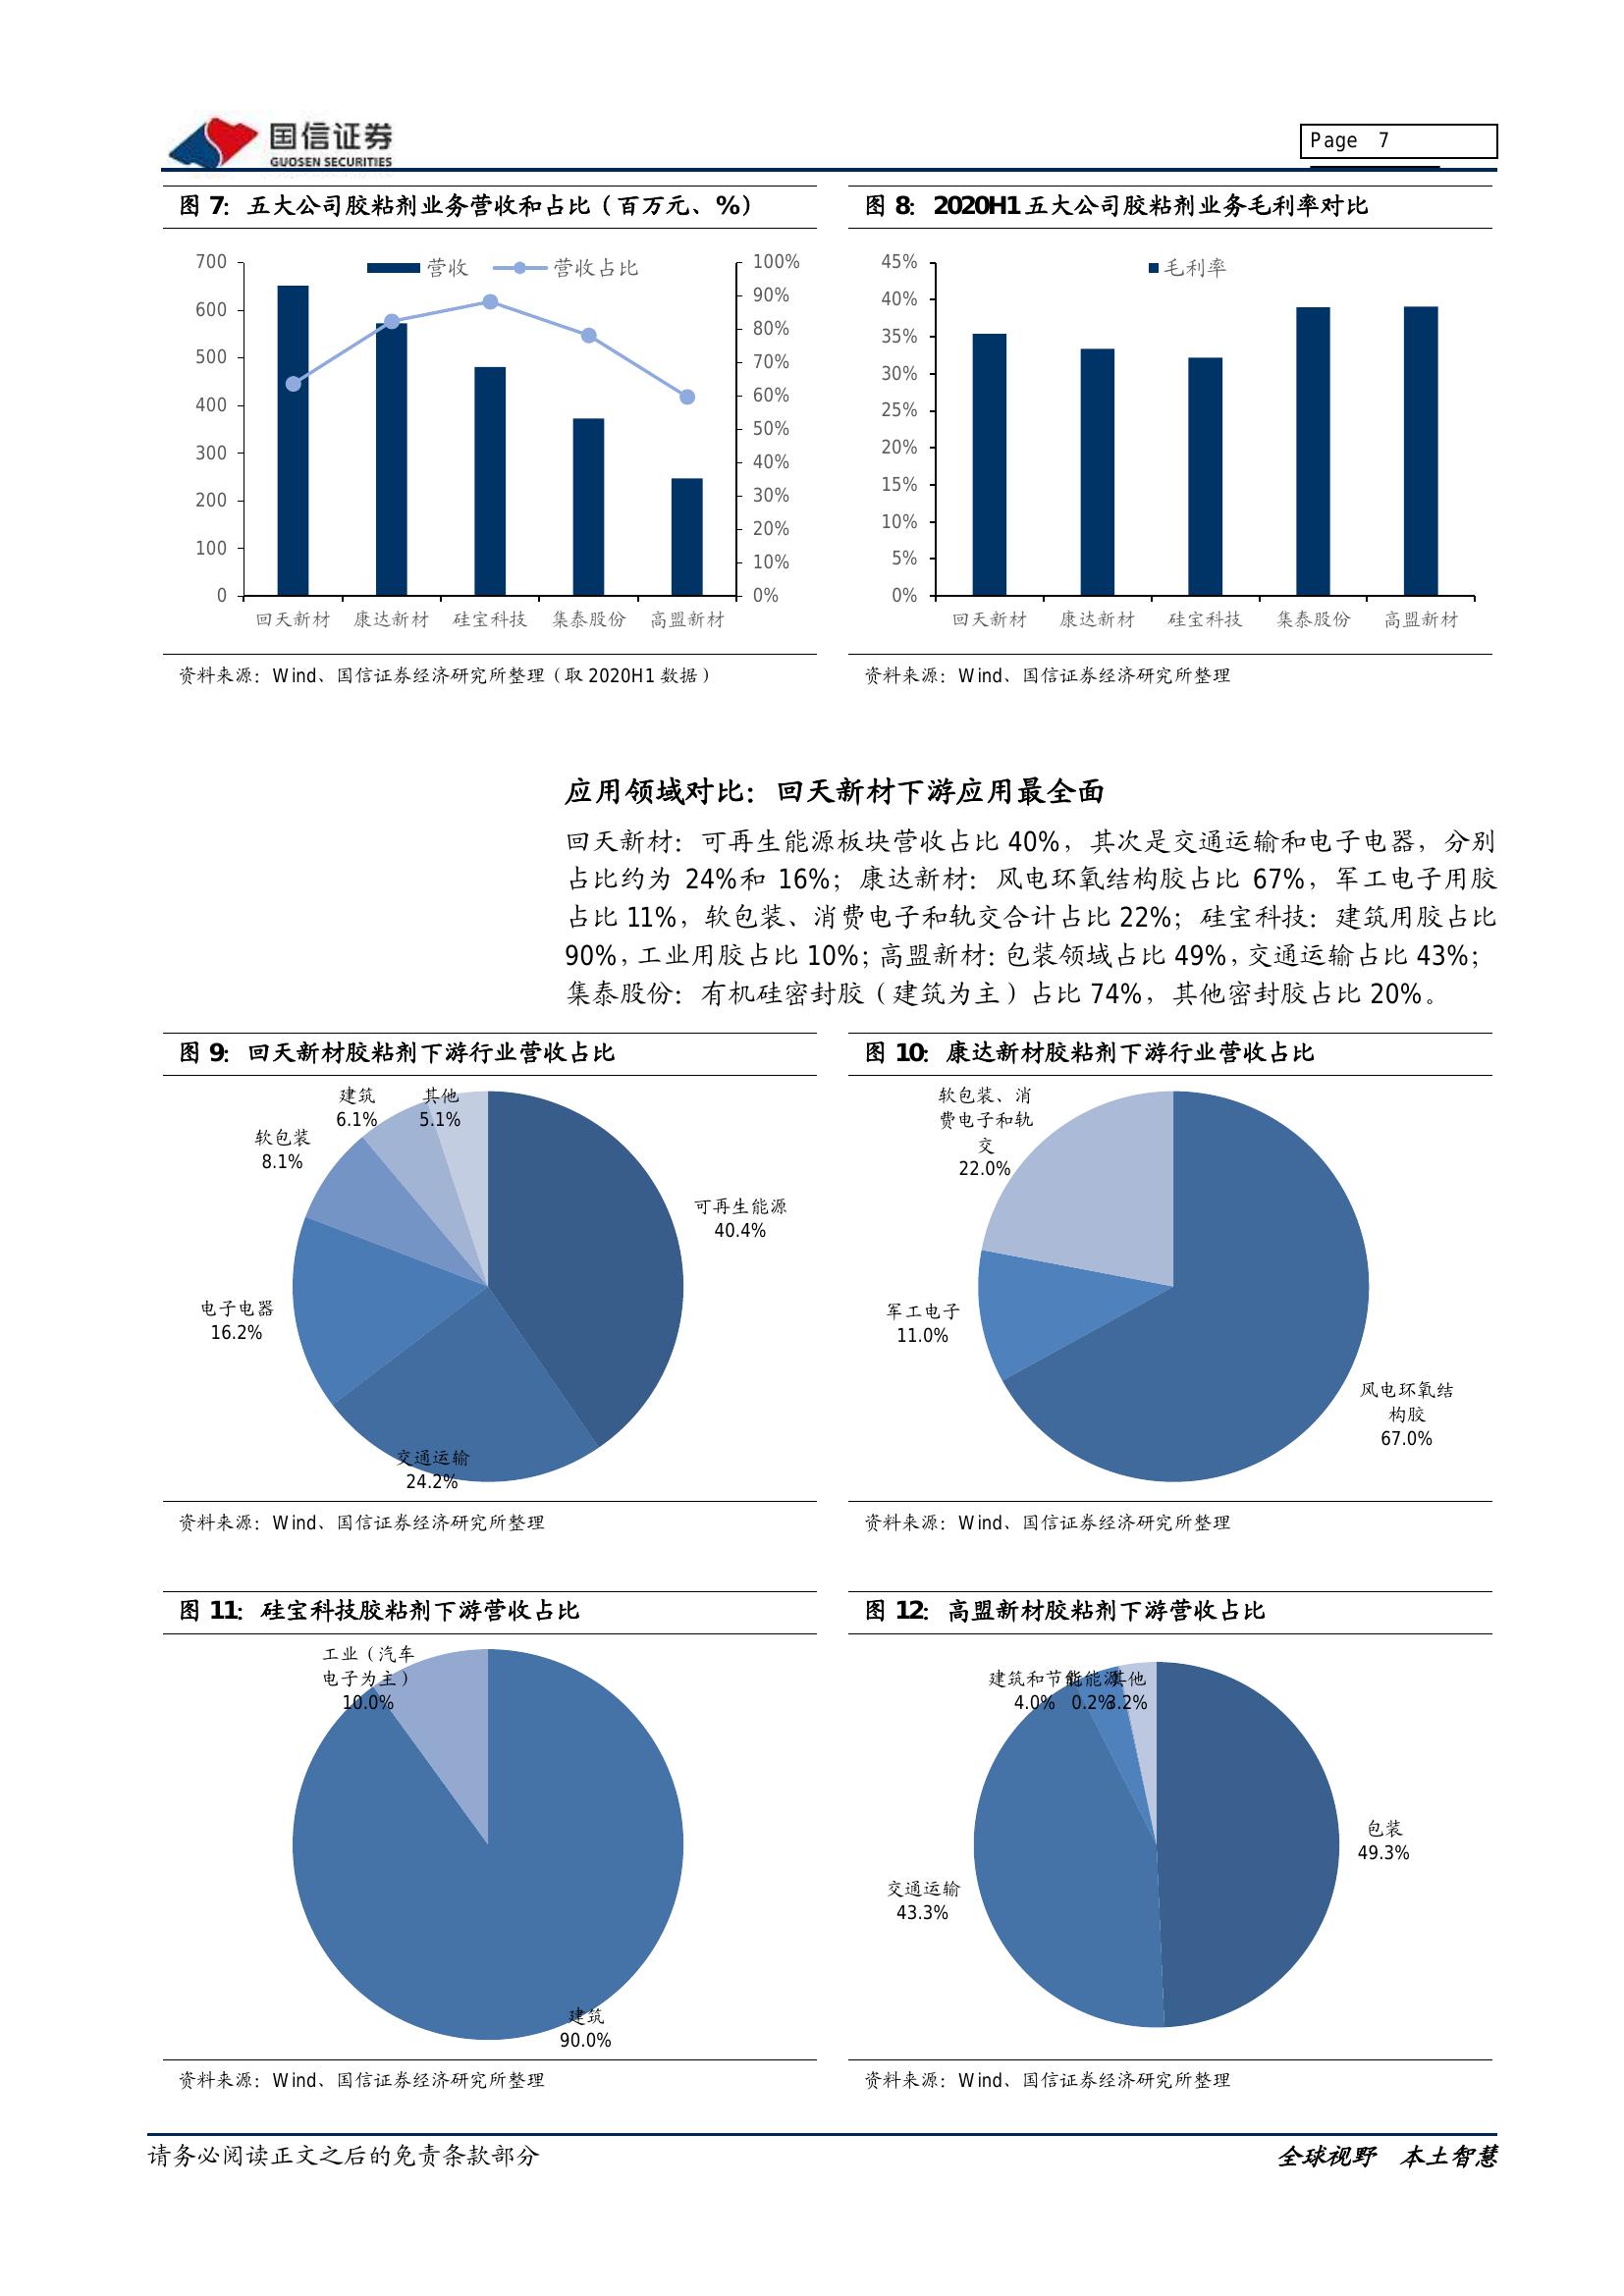 国信证券
GUOSEN SECURITIES
Page 7
图 7：五大公司胶粘剂业务营收和占比（百万元、%）
营收 营收占比
700
600
500
400
300
200
100
0
100%
90%
80%
70%
60%
50%
40%
30%
20%
10%
0%
回天新材 康达新材 硅宝科技 集泰股份 高盟新材
资料来源：Wind、国信证券经济研究所整理（取 2020H1 数据）
图 8：2020H1 五大公司胶粘剂业务毛利率对比
毛利率
45%
40%
35%
30%
25%
20%
15%
10%
5%
0%
回天新材 康达新材 硅宝科技 集泰股份 高盟新材
资料来源：Wind、国信证券经济研究所整理
应用领域对比：回天新材下游应用最全面
回天新材：可再生能源板块营收占比 40%，其次是交通运输和电子电器，分别
占比约为 24%和 16%；康达新材：风电环氧结构胶占比 67%，军工电子用胶
占比 11%，软包装、消费电子和轨交合计占比 22%；硅宝科技：建筑用胶占比
90%，工业用胶占比 10%；高盟新材：包装领域占比 49%，交通运输占比 43%；
集泰股份：有机硅密封胶（建筑为主）占比 74%，其他密封胶占比 20%。
图 9：回天新材胶粘剂下游行业营收占比
建筑
6.1%
其他
5.1%
软包装
8.1%
可再生能源
40.4%
电子电器
16.2%
交通运输
24.2%
资料来源：Wind、国信证券经济研究所整理
图 10：康达新材胶粘剂下游行业营收占比
软包装、消
费电子和轨
交
22.0%
军工电子
11.0%
风电环氧结
构胶
67.0%
资料来源：Wind、国信证券经济研究所整理
图 11：硅宝科技胶粘剂下游营收占比
工业（汽车
电子为主）
10.0%
建筑
90.0%
资料来源：Wind、国信证券经济研究所整理
图 12：高盟新材胶粘剂下游营收占比
建筑和节能
4.0%
能源
0.2%
其他
3.2%
包装
49.3%
交通运输
43.3%
资料来源：Wind、国信证券经济研究所整理
请务必阅读正文之后的免责条款部分
全球视野 本土智慧